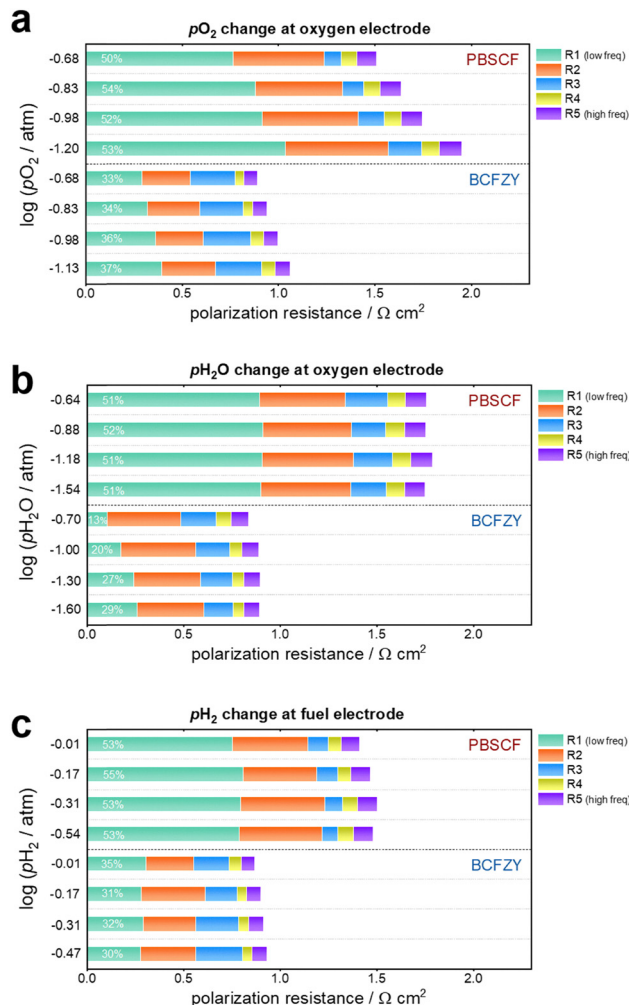 a
pO₂ change at oxygen electrode
log (pO₂ / atm)
-0.68 50% PBSCF
-0.83 54%
-0.98 52%
-1.20 53%
-0.68 33% BCFZY
-0.83 34%
-0.98 36%
-1.13 37%
0.0 0.5 1.0 1.5 2.0
polarization resistance / Ω cm²
R1 (low freq)
R2
R3
R4
R5 (high freq)
b
pH₂O change at oxygen electrode
log (pH₂O / atm)
-0.64 51% PBSCF
-0.88 52%
-1.18 51%
-1.54 51%
-0.70 13% BCFZY
-1.00 20%
-1.30 27%
-1.60 29%
0.0 0.5 1.0 1.5 2.0
polarization resistance / Ω cm²
R1 (low freq)
R2
R3
R4
R5 (high freq)
c
pH₂ change at fuel electrode
log (pH₂ / atm)
-0.01 53% PBSCF
-0.17 55%
-0.31 53%
-0.54 53%
-0.01 35% BCFZY
-0.17 31%
-0.31 32%
-0.47 30%
0.0 0.5 1.0 1.5 2.0
polarization resistance / Ω cm²
R1 (low freq)
R2
R3
R4
R5 (high freq)